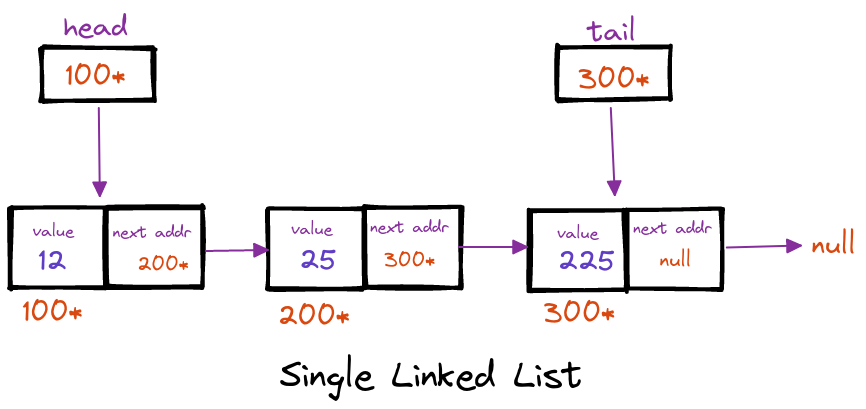 head
tail
100*
300*
value
next addr
value
next addr
value
next addr
12
200*
25
300*
225
null
null
100*
200*
300*
Single Linked List